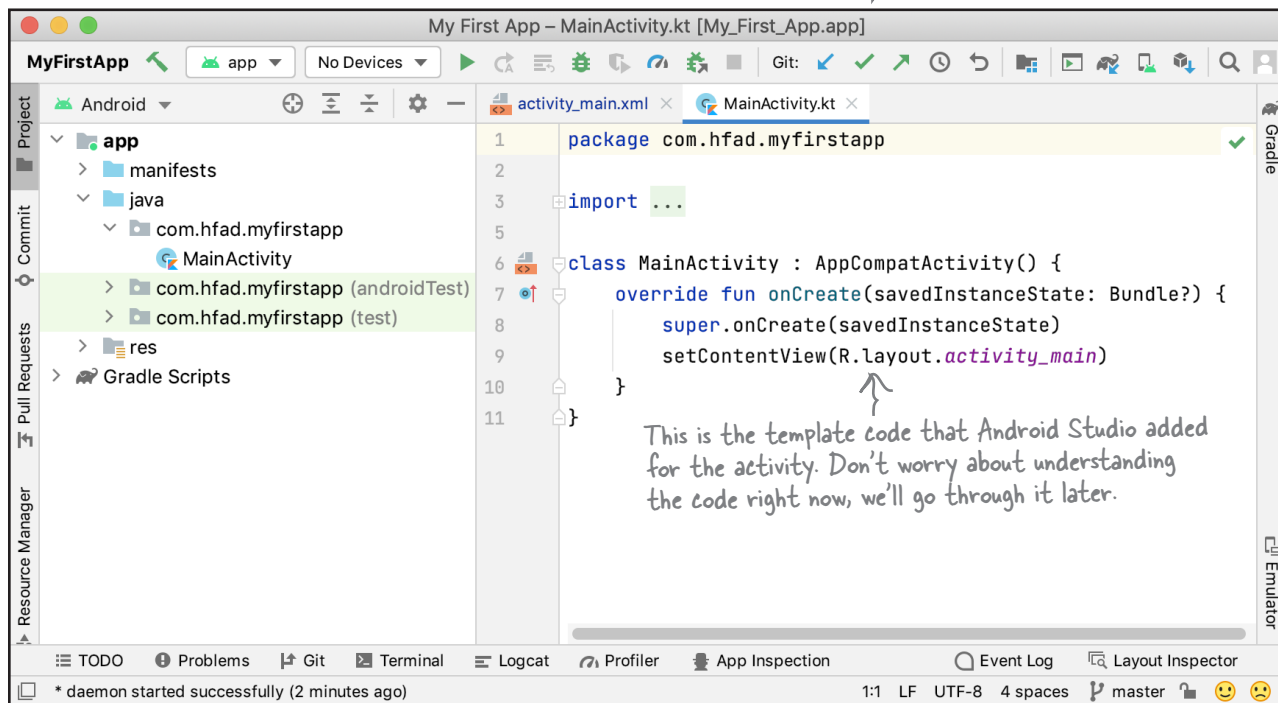 My First App – MainActivity.kt [My_First_App.app]
MyFirstApp app No Devices Git:
Project
Commit
Pull Requests
Resource Manager
Android
app
manifests
java
com.hfad.myfirstapp
MainActivity
com.hfad.myfirstapp (androidTest)
com.hfad.myfirstapp (test)
res
Gradle Scripts
activity_main.xml MainActivity.kt
1 package com.hfad.myfirstapp
2
3 import ...
5
6 class MainActivity : AppCompatActivity() {
7 override fun onCreate(savedInstanceState: Bundle?) {
8 super.onCreate(savedInstanceState)
9 setContentView(R.layout.activity_main)
10 }
11 }
This is the template code that Android Studio added
for the activity. Don't worry about understanding
the code right now, we'll go through it later.
Gradle
Emulator
TODO Problems Git Terminal Logcat Profiler App Inspection Event Log Layout Inspector
* daemon started successfully (2 minutes ago) 1:1 LF UTF-8 4 spaces master